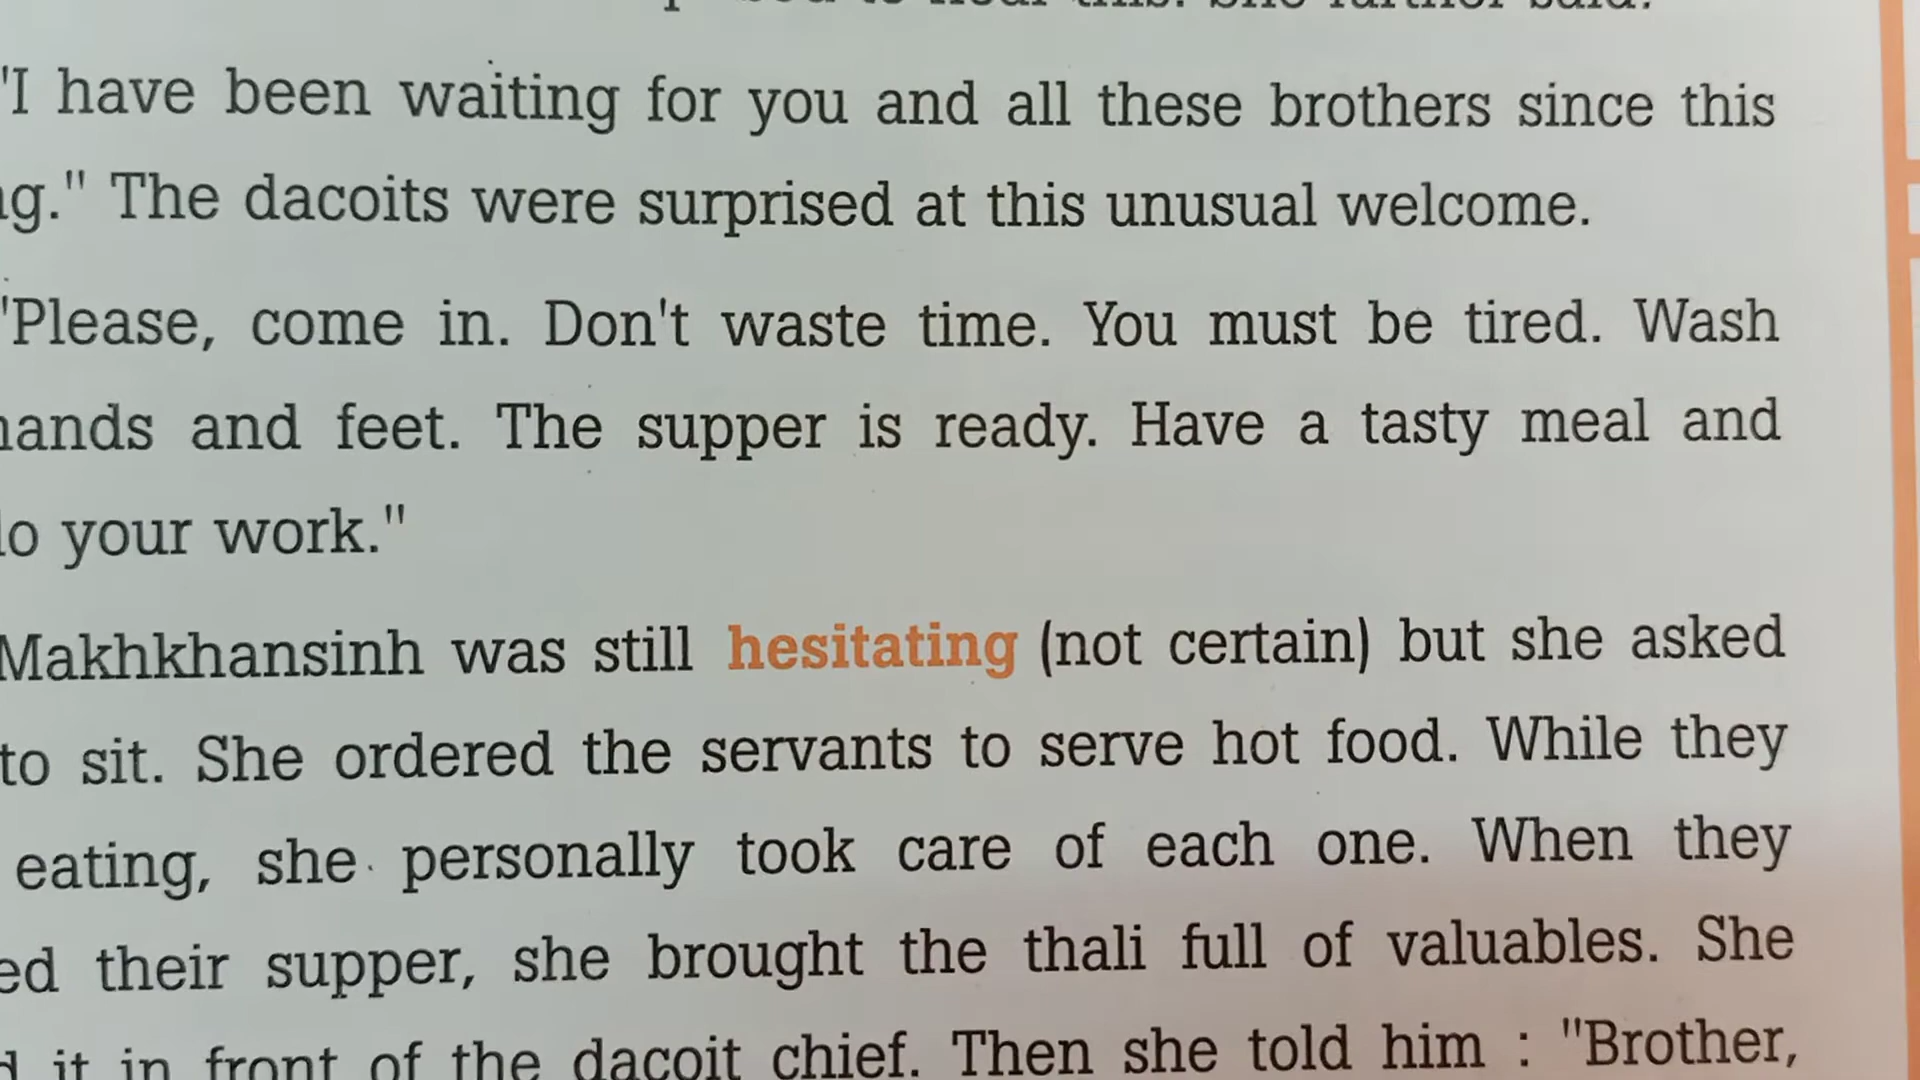 "I have been waiting for you and all these brothers since this
The dacoits were surprised at this unusual welcome.
"Please, come in. Don't waste time. You must be tired. Wash
and feet. The supper is ready. Have a tasty meal and
your work."
Makhkhansinh was still hesitating (not certain) but she asked
to sit. She ordered the servants to serve hot food. While they
eating, she personally took care of each one. When they
their supper, she brought the thali full of valuables. She
it in front of the dacoit chief. Then she told him : "Brother,